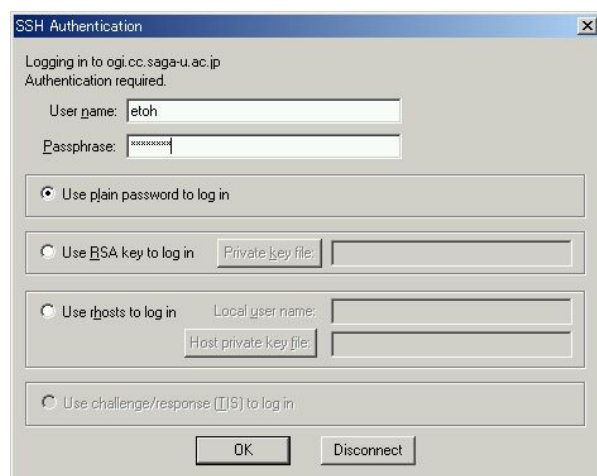 SSH Authentication
Logging in to ogi.cc.saga-u.ac.jp
Authentication required.
User name: etoh
Passphrase: ********
Use plain password to log in
Use RSA key to log in Private key file:
Use rhosts to log in Local user name:
Host private key file:
Use challenge/response (TIS) to log in
OK Disconnect